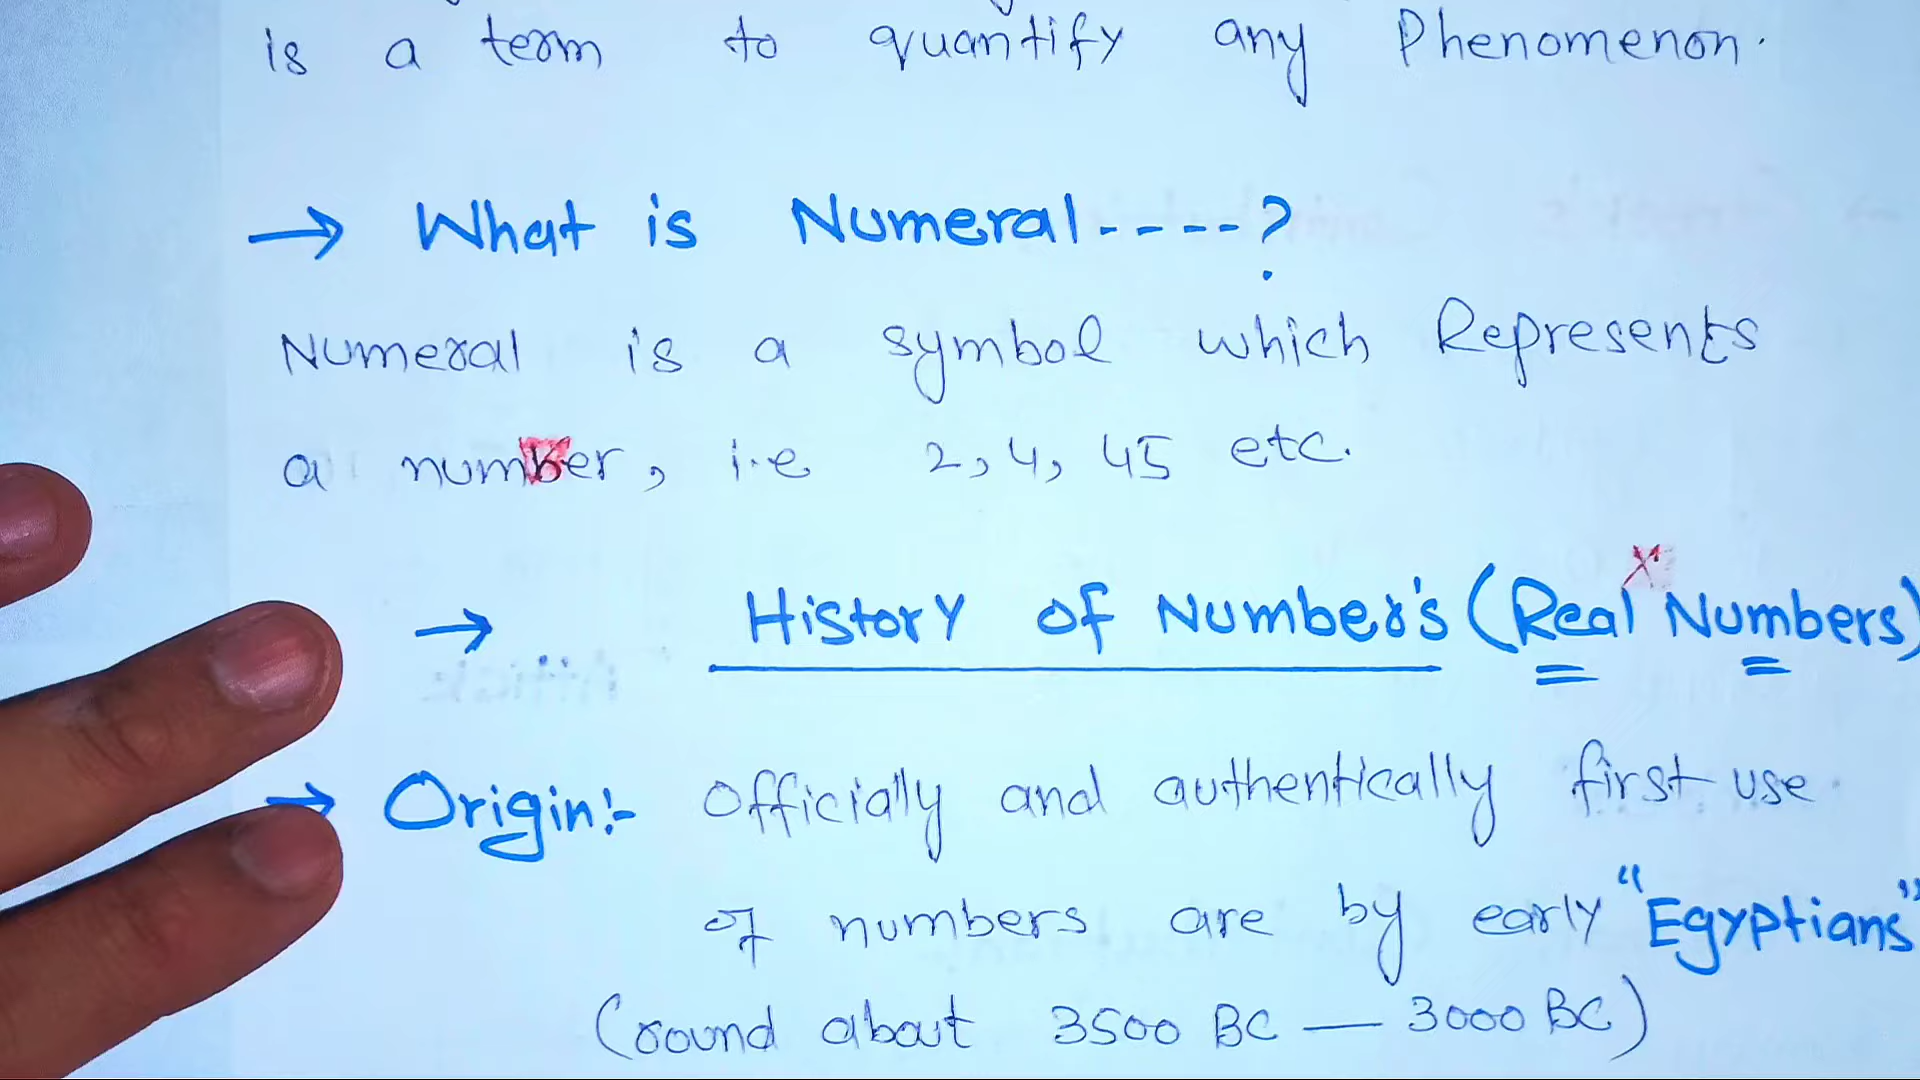 is a term to quantify any Phenomenon.
→ What is Numeral----?
Numeral is a symbol which Represents
a number, i.e 2, 4, 45 etc.
→ History of Number's (Real Numbers)
→ Origin:- Officially and authentically first use
of numbers are by early "Egyptians"
(round about 3500 BC — 3000 BC)